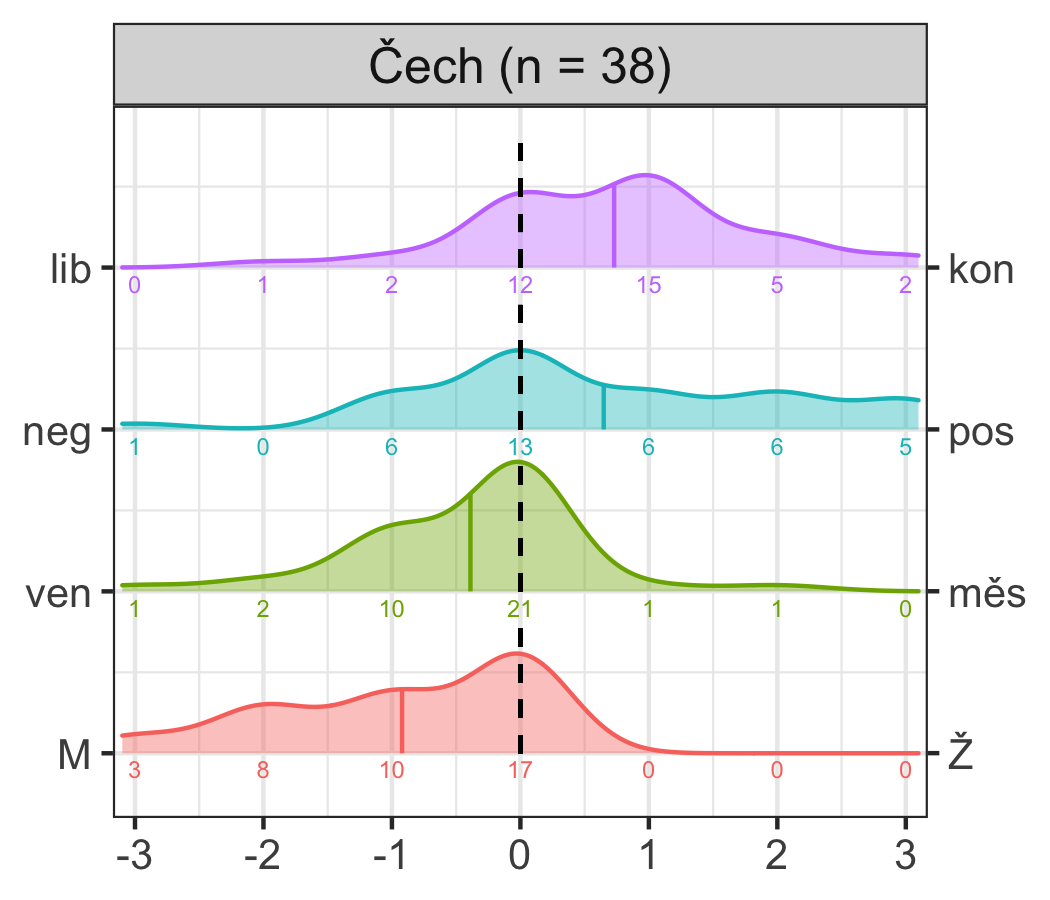 Čech (n = 38)
lib kon
0 1 2 12 15 5 2
neg pos
1 0 6 13 6 6 5
ven měs
1 2 10 21 1 1 0
M Ž
3 8 10 17 0 0 0
-3 -2 -1 0 1 2 3